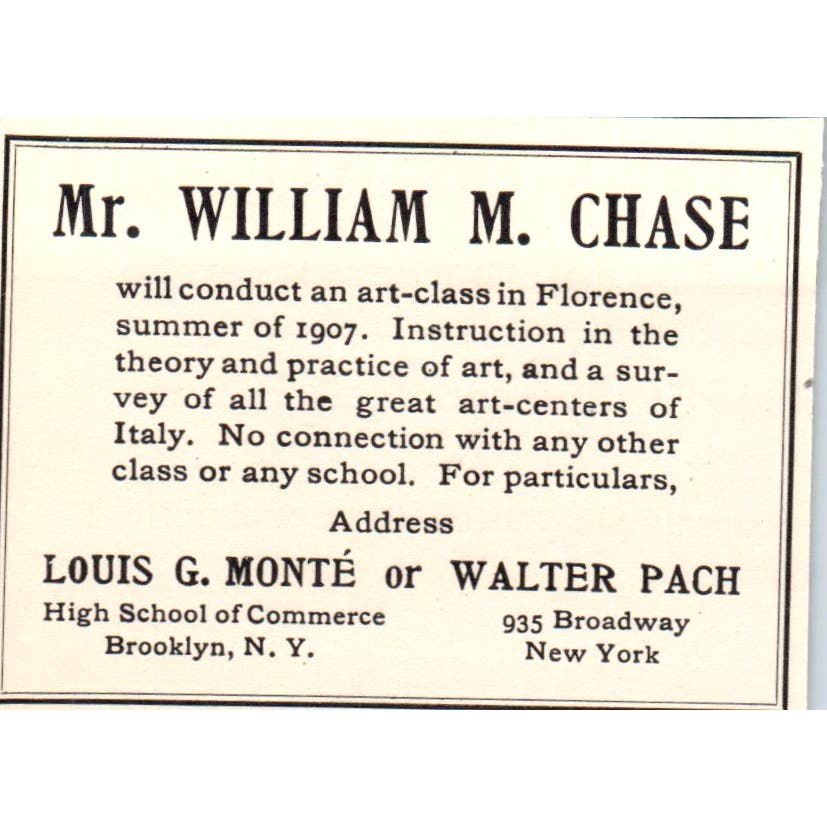 Mr. WILLIAM M. CHASE
will conduct an art-class in Florence,
summer of 1907. Instruction in the
theory and practice of art, and a sur-
vey of all the great art-centers of
Italy. No connection with any other
class or any school. For particulars,
Address
LOUIS G. MONTÉ or WALTER PACH
High School of Commerce 935 Broadway
Brooklyn, N. Y. New York